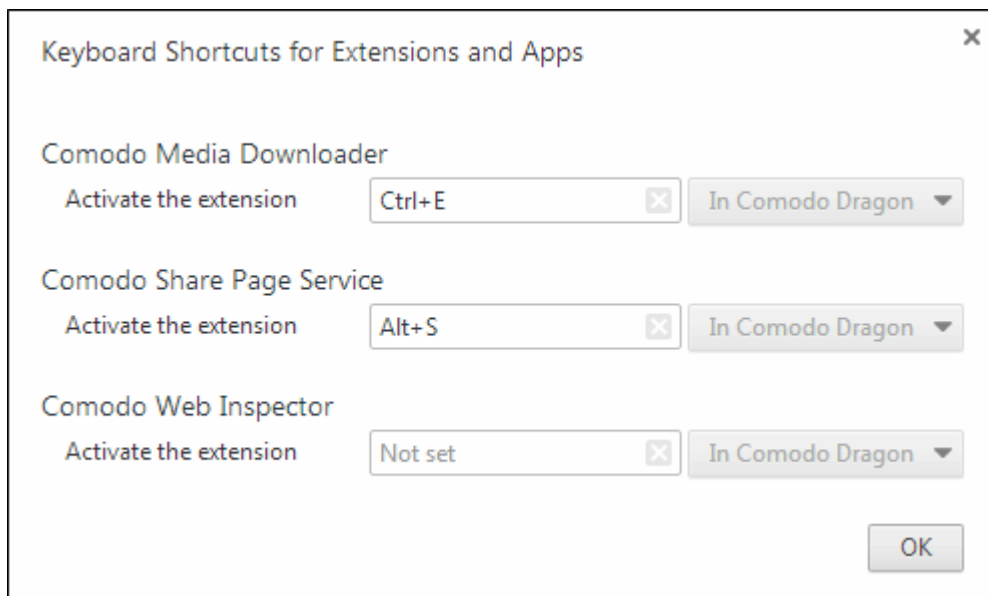 Keyboard Shortcuts for Extensions and Apps
Comodo Media Downloader
Activate the extension Ctrl+E In Comodo Dragon
Comodo Share Page Service
Activate the extension Alt+S In Comodo Dragon
Comodo Web Inspector
Activate the extension Not set In Comodo Dragon
OK